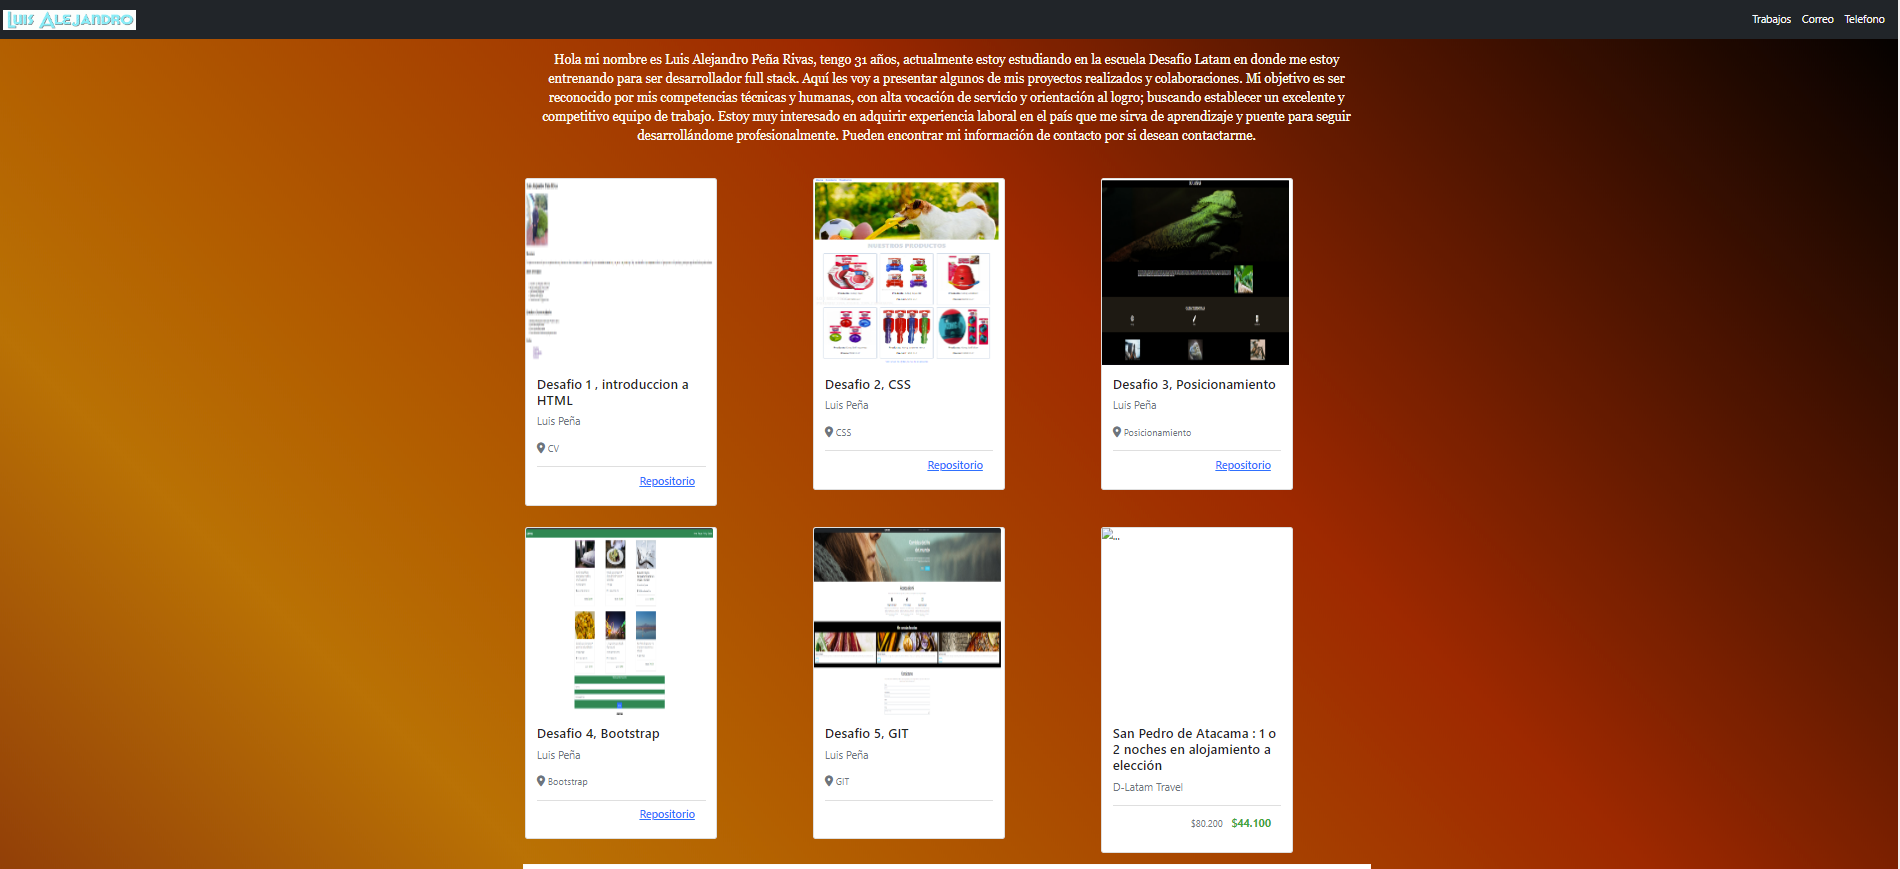 Luis Alejandro
Trabajos Correo Telefono
Hola mi nombre es Luis Alejandro Peña Rivas, tengo 31 años, actualmente estoy estudiando en la escuela Desafio Latam en donde me estoy
entrenando para ser desarrollador full stack. Aquí les voy a presentar algunos de mis proyectos realizados y colaboraciones. Mi objetivo es ser
reconocido por mis competencias técnicas y humanas, con alta vocación de servicio y orientación al logro; buscando establecer un excelente y
competitivo equipo de trabajo. Estoy muy interesado en adquirir experiencia laboral en el país que me sirva de aprendizaje y puente para seguir
desarrollándome profesionalmente. Pueden encontrar mi información de contacto por si desean contactarme.
Desafio 1 , introduccion a
HTML
Luis Peña
CV
Repositorio
NUESTROS PRODUCTOS
Desafio 2, CSS
Luis Peña
CSS
Repositorio
Desafio 3, Posicionamiento
Luis Peña
Posicionamiento
Repositorio
Desafio 4, Bootstrap
Luis Peña
Bootstrap
Repositorio
Desafio 5, GIT
Luis Peña
GIT
...
San Pedro de Atacama : 1 o
2 noches en alojamiento a
elección
D-Latam Travel
$80.200 $44.100